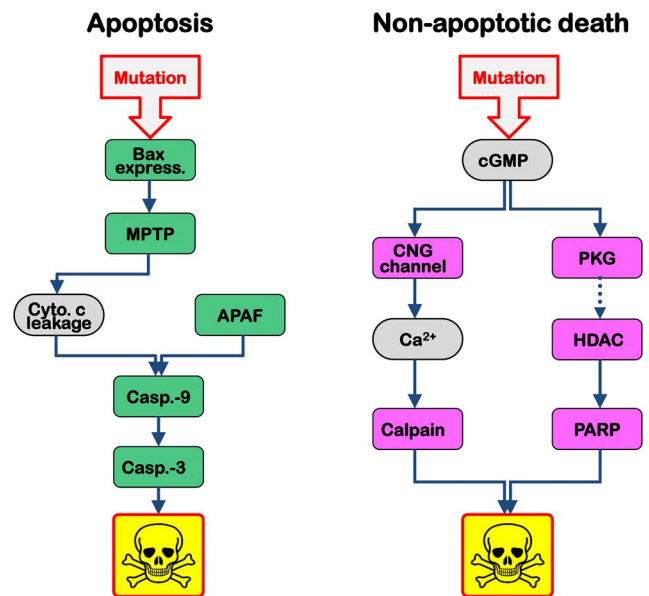 Apoptosis
Mutation
Bax
express.
MPTP
Cyto. c
leakage
APAF
Casp.-9
Casp.-3
Non-apoptotic death
Mutation
cGMP
CNG
channel
PKG
Ca²⁺
HDAC
Calpain
PARP